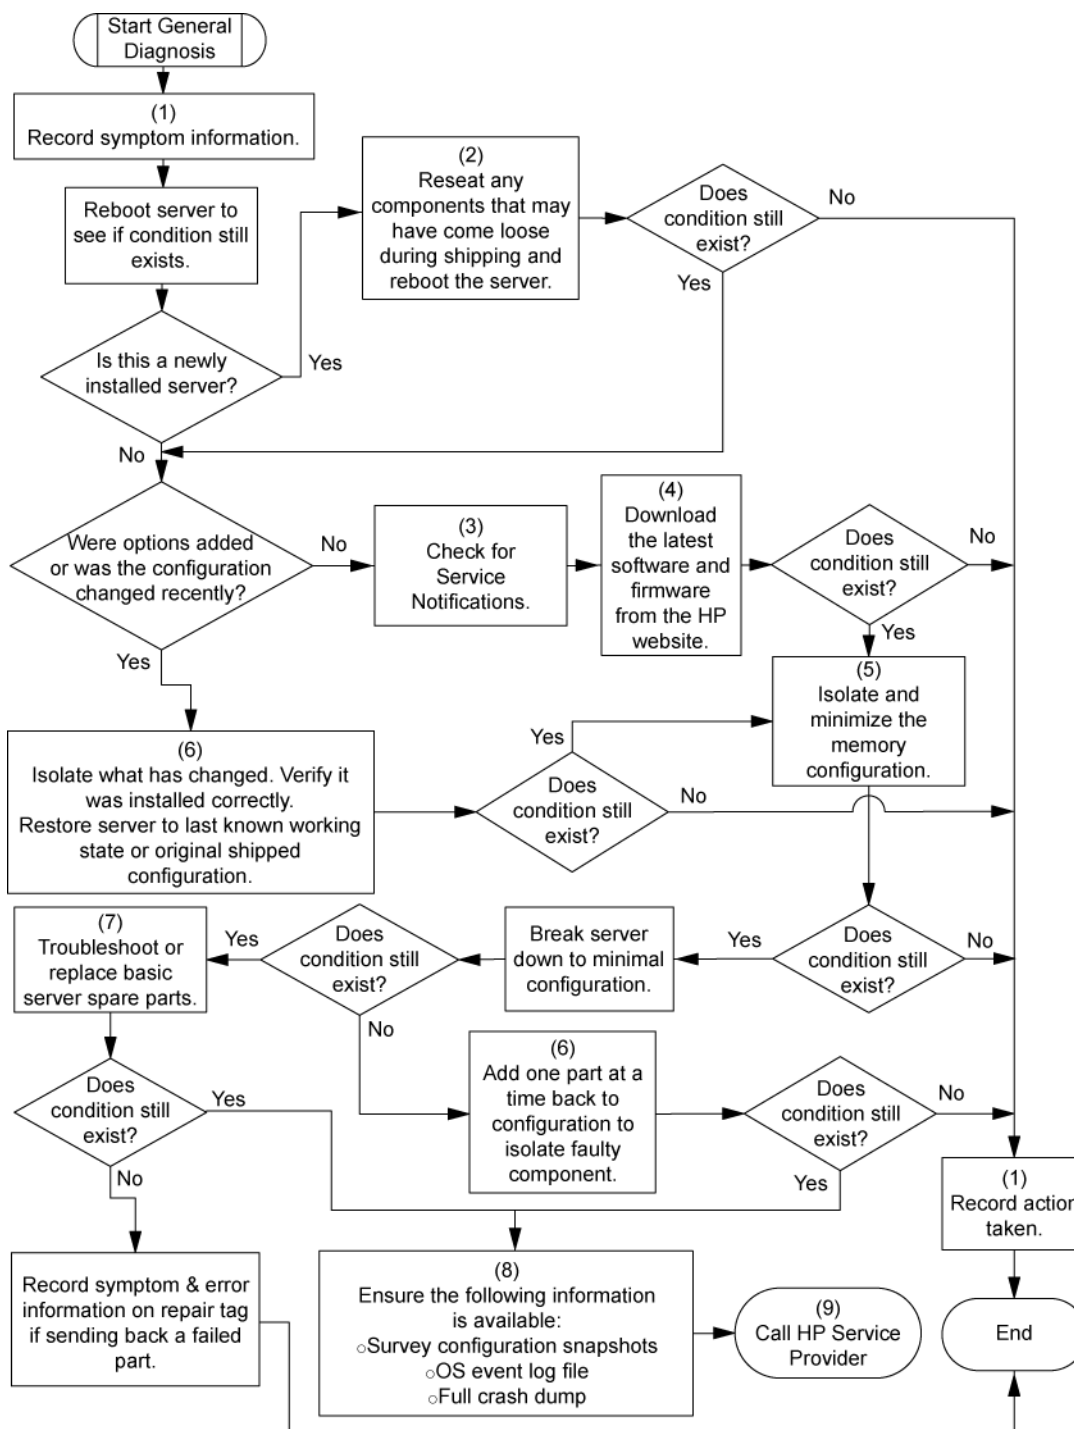 Start General
Diagnosis
(1)
Record symptom information.
Reboot server to
see if condition still
exists.
Is this a newly
installed server?
Yes
No
(2)
Reseat any
components that may
have come loose
during shipping and
reboot the server.
Does
condition still
exist?
No
Yes
Were options added
or was the configuration
changed recently?
No
Yes
(3)
Check for
Service
Notifications.
(4)
Download
the latest
software and
firmware
from the HP
website.
Does
condition still
exist?
No
Yes
(5)
Isolate and
minimize the
memory
configuration.
(6)
Isolate what has changed. Verify it
was installed correctly.
Restore server to last known working
state or original shipped
configuration.
Does
condition still
exist?
Yes
No
Does
condition still
exist?
No
Yes
Break server
down to minimal
configuration.
Does
condition still
exist?
Yes
No
(7)
Troubleshoot or
replace basic
server spare parts.
Does
condition still
exist?
Yes
No
(6)
Add one part at a
time back to
configuration to
isolate faulty
component.
Does
condition still
exist?
No
Yes
(1)
Record action
taken.
Record symptom & error
information on repair tag
if sending back a failed
part.
(8)
Ensure the following information
is available:
○Survey configuration snapshots
○OS event log file
○Full crash dump
(9)
Call HP Service
Provider
End